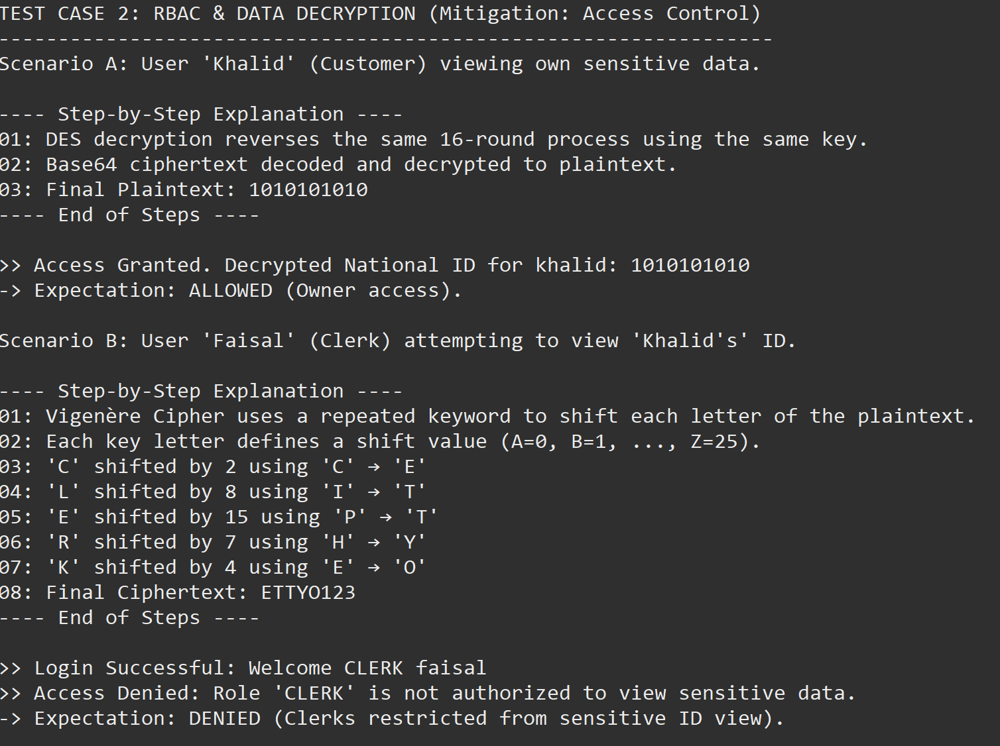 TEST CASE 2: RBAC & DATA DECRYPTION (Mitigation: Access Control)
-----------------------------------------------------------------
Scenario A: User 'Khalid' (Customer) viewing own sensitive data.
---- Step-by-Step Explanation ----
01: DES decryption reverses the same 16-round process using the same key.
02: Base64 ciphertext decoded and decrypted to plaintext.
03: Final Plaintext: 1010101010
---- End of Steps ----
>> Access Granted. Decrypted National ID for khalid: 1010101010
-> Expectation: ALLOWED (Owner access).
Scenario B: User 'Faisal' (Clerk) attempting to view 'Khalid's' ID.
---- Step-by-Step Explanation ----
01: Vigenère Cipher uses a repeated keyword to shift each letter of the plaintext.
02: Each key letter defines a shift value (A=0, B=1, ..., Z=25).
03: 'C' shifted by 2 using 'C' → 'E'
04: 'L' shifted by 8 using 'I' → 'T'
05: 'E' shifted by 15 using 'P' → 'T'
06: 'R' shifted by 7 using 'H' → 'Y'
07: 'K' shifted by 4 using 'E' → 'O'
08: Final Ciphertext: ETTYO123
---- End of Steps ----
>> Login Successful: Welcome CLERK faisal
>> Access Denied: Role 'CLERK' is not authorized to view sensitive data.
-> Expectation: DENIED (Clerks restricted from sensitive ID view).